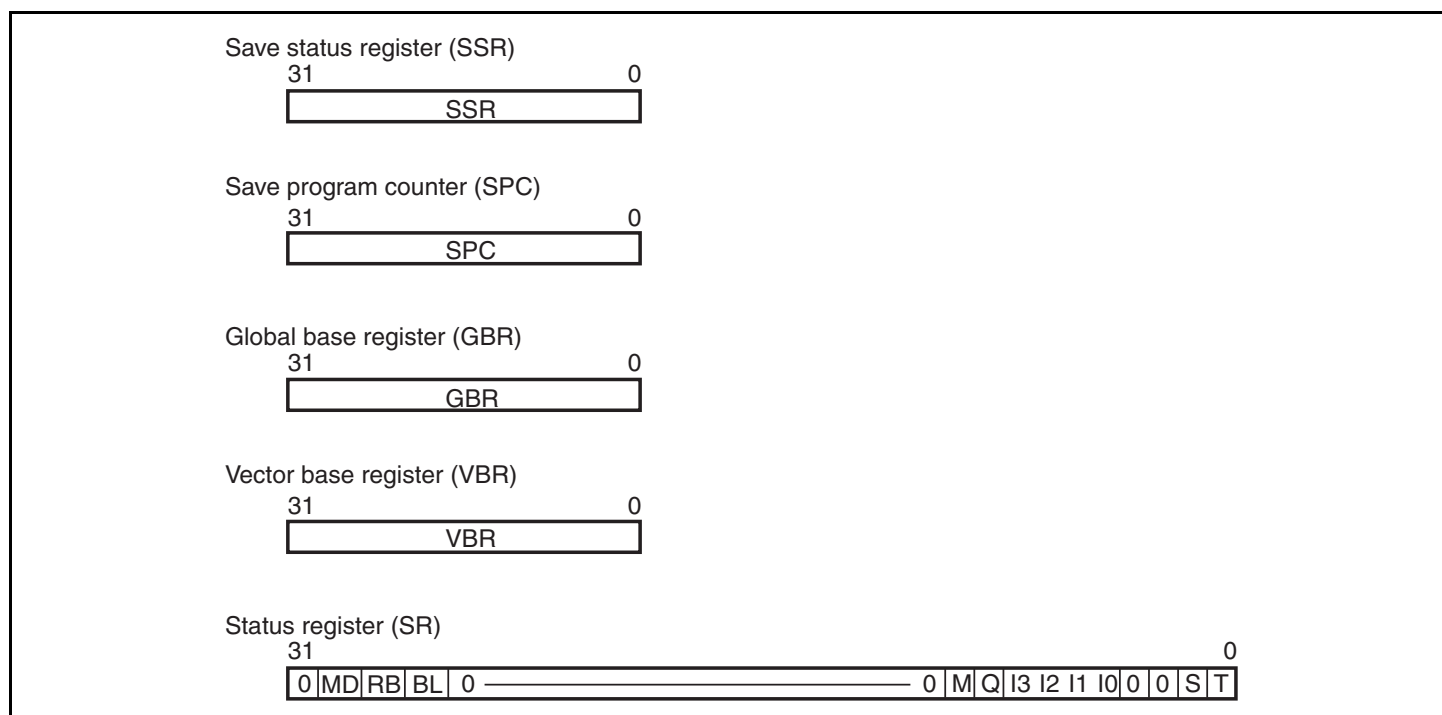 Save status register (SSR)
31 0
SSR
Save program counter (SPC)
31 0
SPC
Global base register (GBR)
31 0
GBR
Vector base register (VBR)
31 0
VBR
Status register (SR)
31 0
0 MD RB BL 0 0 M Q I3 I2 I1 I0 0 0 S T